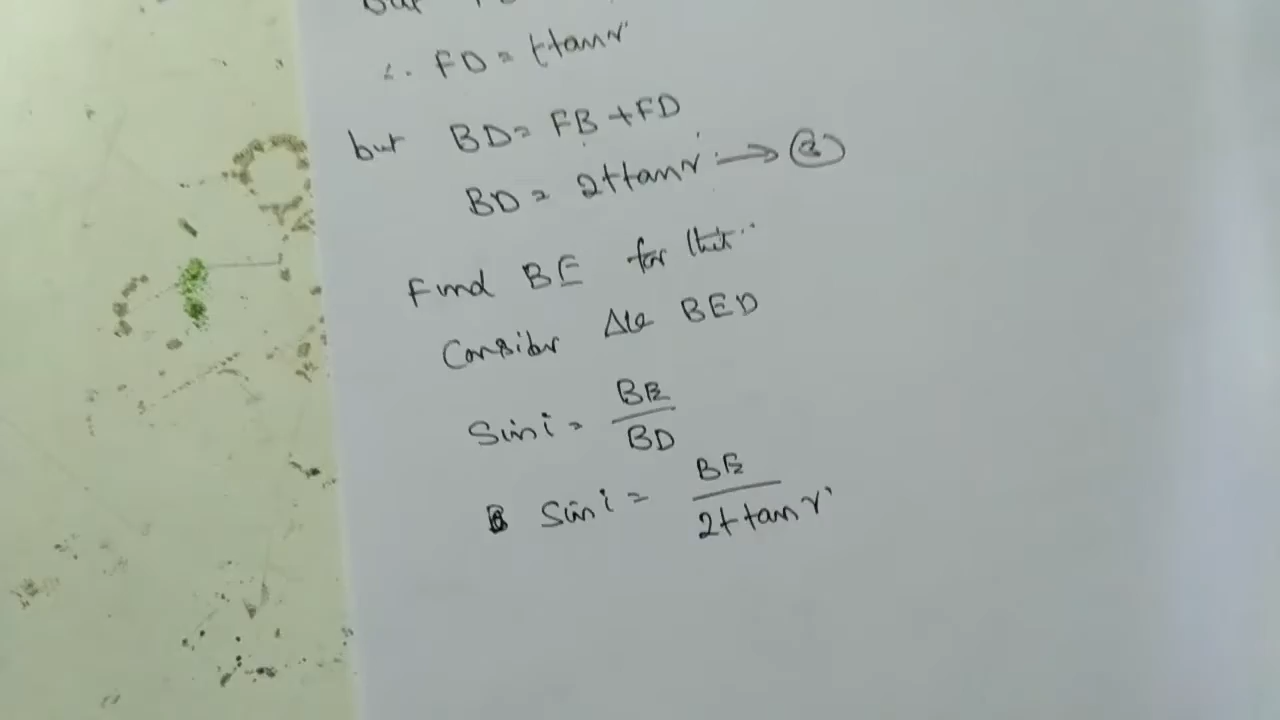 ∴ FD = t tan r
but BD = FB + FD
BD = 2t tan r →
Find BE for this
Consider Δle BED
Sin i = BE / BD
Sin i = BE / 2t tan r